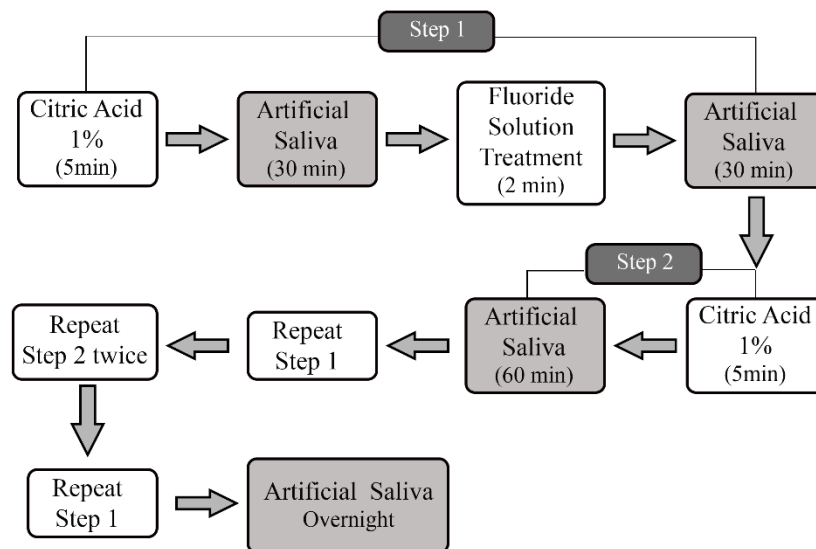 Step 1
Citric Acid
1%
(5min)
Artificial
Saliva
(30 min)
Fluoride
Solution
Treatment
(2 min)
Artificial
Saliva
(30 min)
Step 2
Citric Acid
1%
(5min)
Artificial
Saliva
(60 min)
Repeat
Step 1
Repeat
Step 2 twice
Repeat
Step 1
Artificial Saliva
Overnight